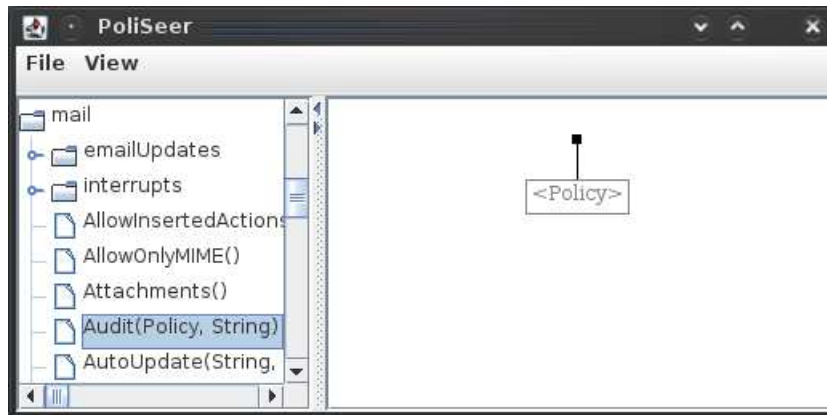 PoliSeer
File View
mail
emailUpdates
interrupts
AllowInsertedActions
AllowOnlyMIME()
Attachments()
Audit(Policy, String)
AutoUpdate(String,
<Policy>